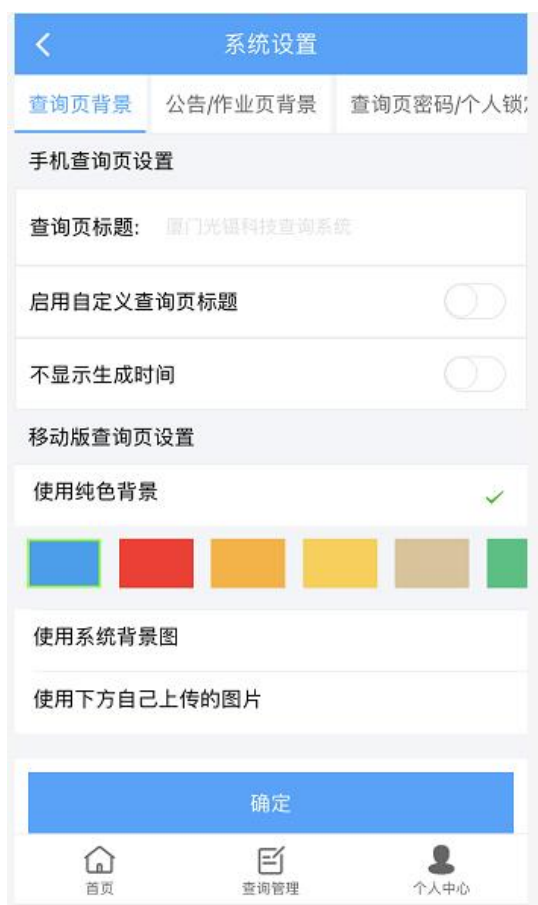 系统设置
查询页背景 公告/作业页背景 查询页密码/个人锁定
手机查询页设置
查询页标题: 厦门光镊科技查询系统
启用自定义查询页标题
不显示生成时间
移动版查询页设置
使用纯色背景
使用系统背景图
使用下方自己上传的图片
确定
首页 查询管理 个人中心